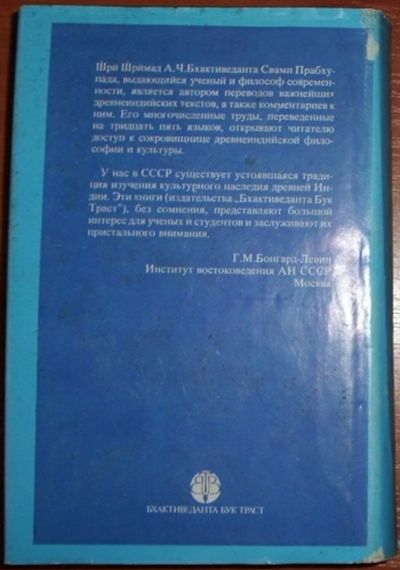 Шри Шримад А.Ч.Бхактиведанта Свами Прабху-
пада, выдающийся ученый и философ современ-
ности, является автором переводов важнейших
древнеиндийских текстов, а также комментариев к
ним. Его многочисленные труды, переведенные
на тридцать пять языков, открывают читателю
доступ к сокровищнице древнеиндийской фило-
софии и культуры.
У нас в СССР существует устоявшаяся тради-
ция изучения культурного наследия древней Ин-
дии. Эти книги (издательства „Бхактиведанта Бук
Траст"), без сомнения, представляют большой
интерес для ученых и студентов и заслуживают их
пристального внимания.
Г.М.Бонгард-Левин
Институт востоковедения АН СССР
Москва
БХАКТИВЕДАНТА БУК ТРАСТ